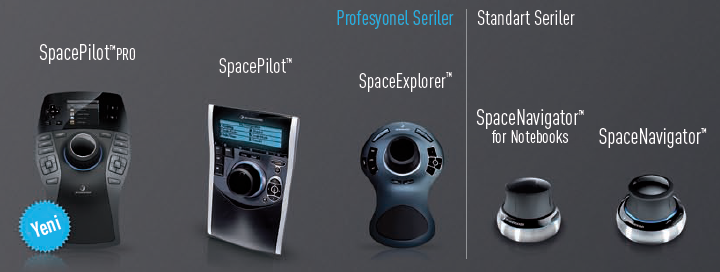 Profesyonel Seriler
Standart Seriler
SpacePilot™PRO
SpacePilot™
SpaceExplorer™
SpaceNavigator™
for Notebooks
SpaceNavigator™
Yeni